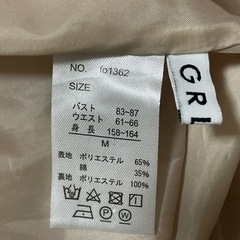 NO. fo1362
SIZE
バスト 83~87
ウエスト 61~66
身長 158~164
M
表地 ポリエステル 65%
綿 35%
裏地 ポリエステル 100%
GR